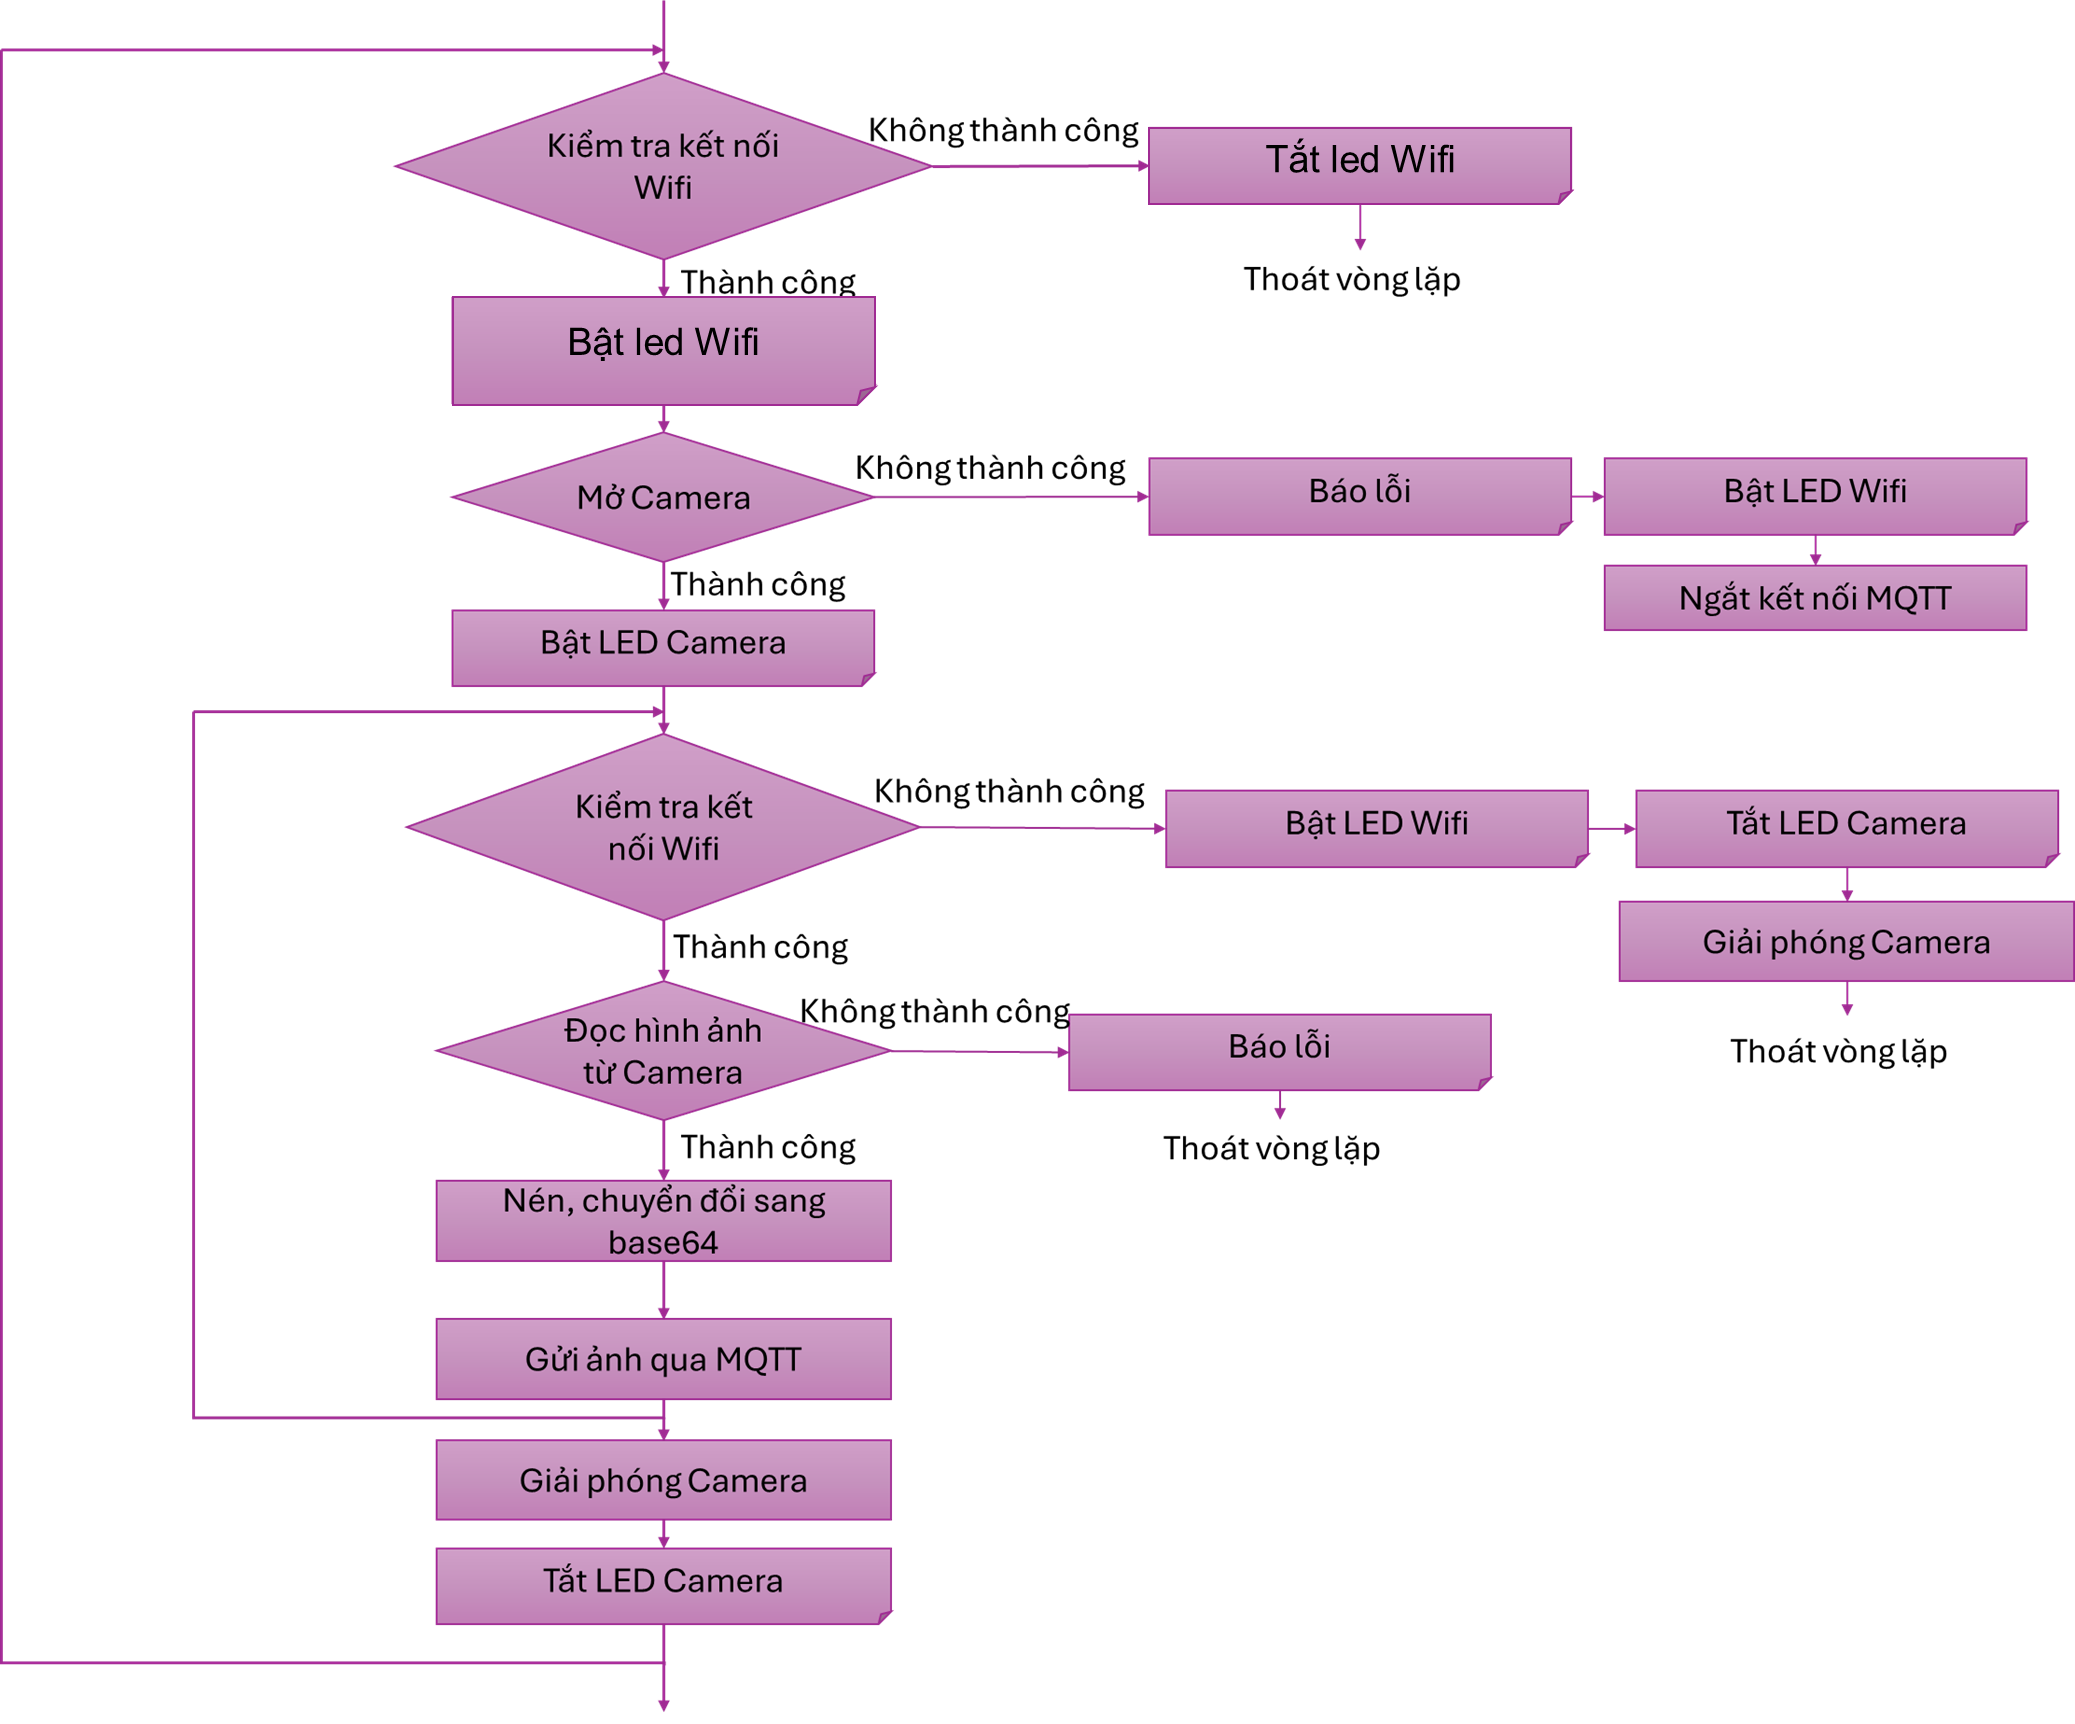 Kiểm tra kết nối
Wifi
Không thành công
Tắt led Wifi
Thoát vòng lặp
Thành công
Bật led Wifi
Mở Camera
Không thành công
Báo lỗi
Bật LED Wifi
Ngắt kết nối MQTT
Thành công
Bật LED Camera
Kiểm tra kết
nối Wifi
Không thành công
Bật LED Wifi
Tắt LED Camera
Giải phóng Camera
Thoát vòng lặp
Thành công
Đọc hình ảnh
từ Camera
Không thành công
Báo lỗi
Thoát vòng lặp
Thành công
Nén, chuyển đổi sang
base64
Gửi ảnh qua MQTT
Giải phóng Camera
Tắt LED Camera